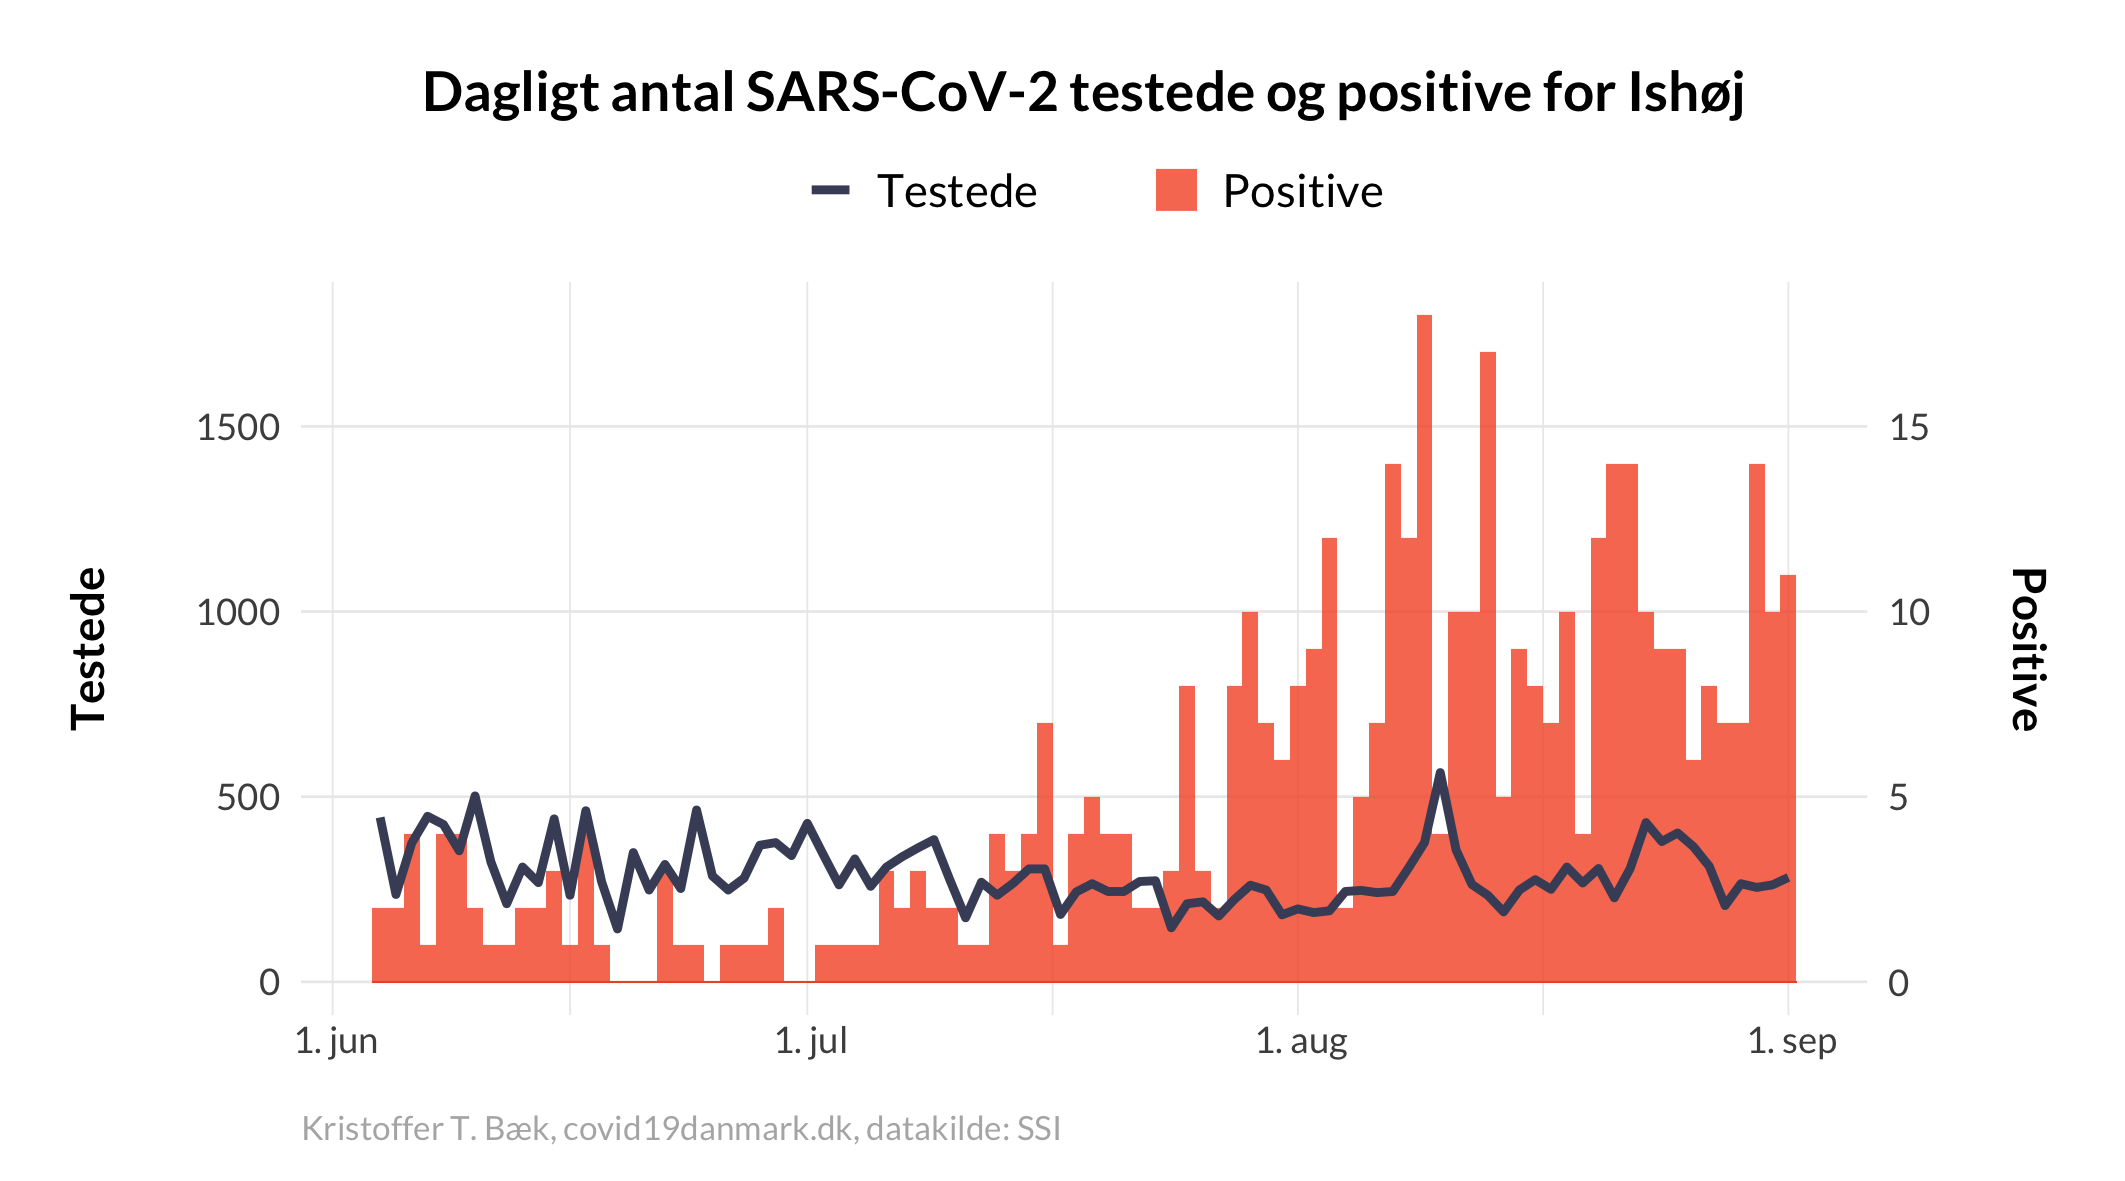 Dagligt antal SARS-CoV-2 testede og positive for Ishøj
Testede
Positive
Testede
1500
1000
500
0
15
10
5
0
Positive
1. jun
1. jul
1. aug
1. sep
Kristoffer T. Bæk, covid19danmark.dk, datakilde: SSI